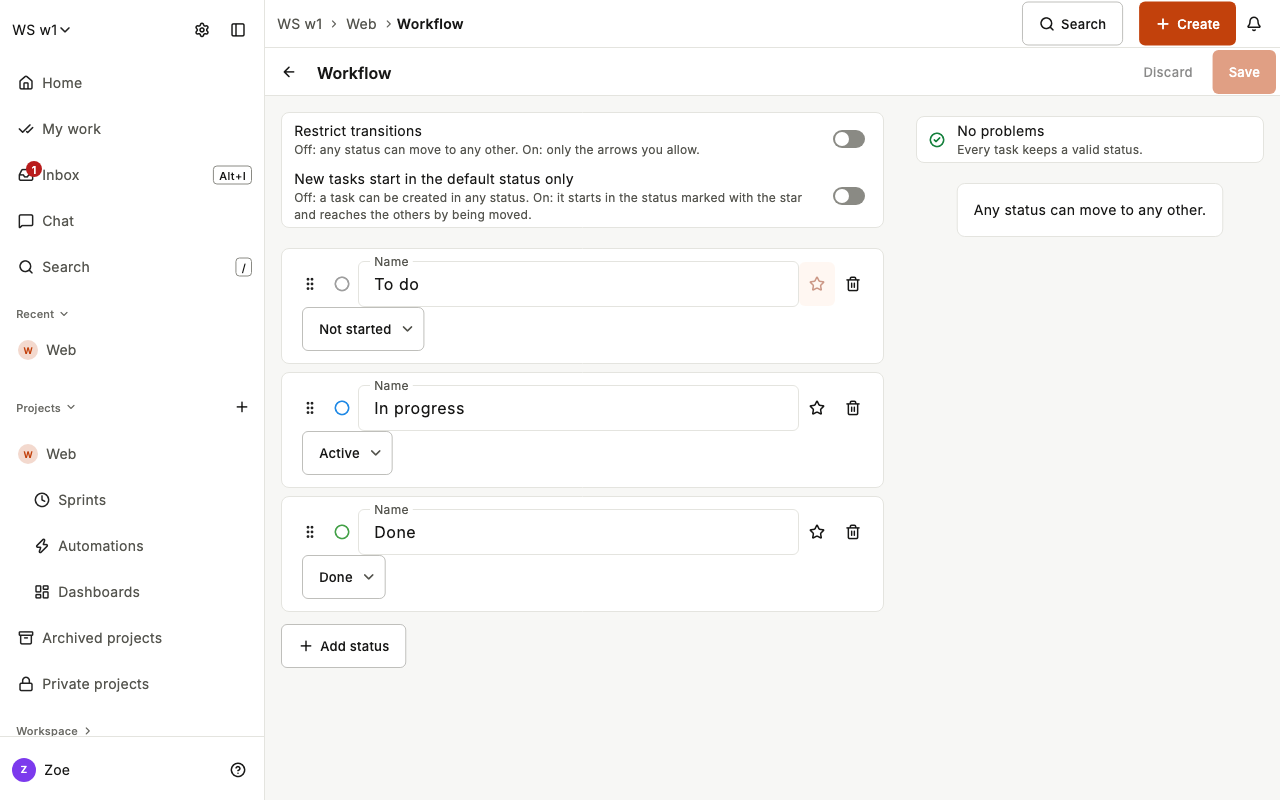 WS w1
Home
My work
1
Inbox
Alt+I
Chat
Search
/
Recent
W
Web
Projects
W
Web
Sprints
Automations
Dashboards
Archived projects
Private projects
Workspace
Z
Zoe
WS w1
Web
Workflow
Search
Create
Workflow
Discard
Save
Restrict transitions
Off: any status can move to any other. On: only the arrows you allow.
New tasks start in the default status only
Off: a task can be created in any status. On: it starts in the status marked with the star
and reaches the others by being moved.
Name
To do
Not started
Name
In progress
Active
Name
Done
Done
Add status
No problems
Every task keeps a valid status.
Any status can move to any other.